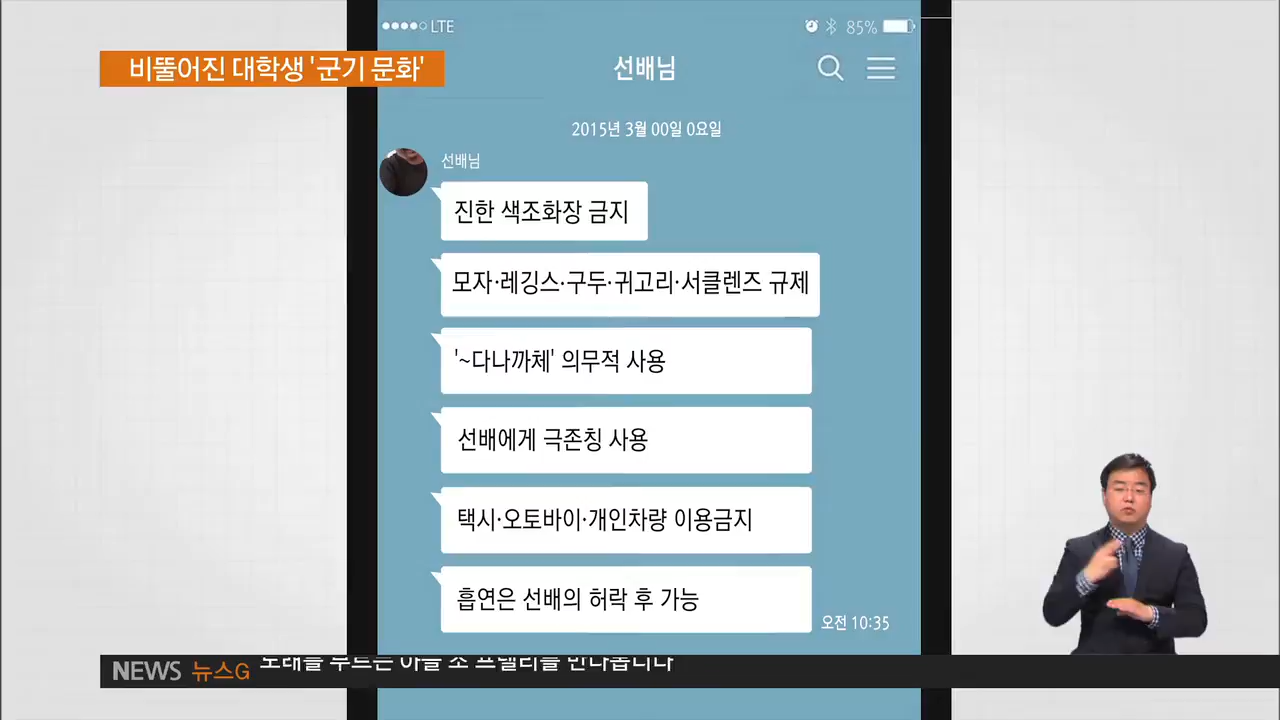 LTE
85%
비뚤어진 대학생 '군기 문화'
선배님
2015년 3월 00일 0요일
선배님
진한 색조화장 금지
모자·레깅스·구두·귀고리·서클렌즈 규제
'~다나까체' 의무적 사용
선배에게 극존칭 사용
택시·오토바이·개인차량 이용금지
흡연은 선배의 허락 후 가능
오전 10:35
NEWS 뉴스G